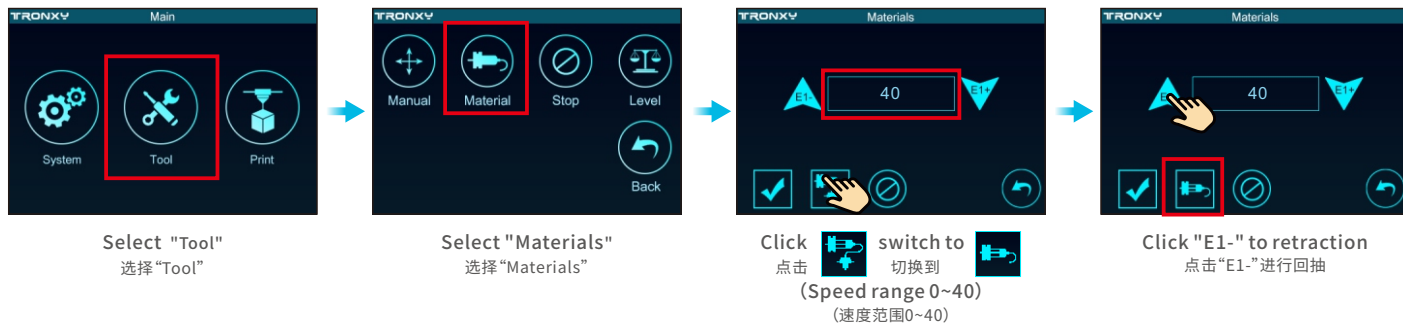 TRONXY
Main
System
Tool
Print
Select "Tool"
选择“Tool”
TRONXY
Manual
Material
Stop
Level
Back
Select "Materials"
选择“Materials”
TRONXY
Materials
E1-
40
E1+
Click switch to
点击 切换到
(Speed range 0~40)
(速度范围0~40)
TRONXY
Materials
40
E1+
Click "E1-" to retraction
点击“E1-”进行回抽